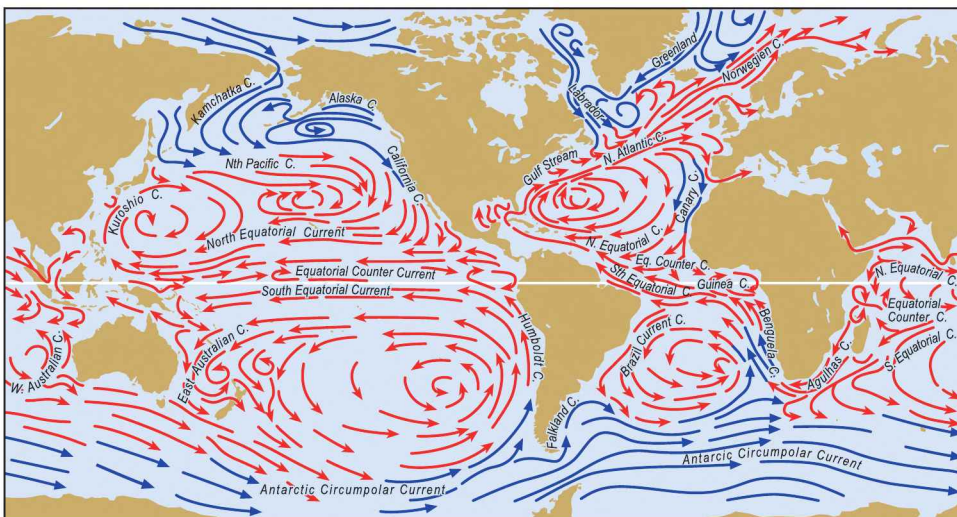 Greenland
Norwegien C.
Kamchatka C.
Alaska C.
Labrador
Nth Pacific C.
California C.
Gulf Stream
N. Atlantic C.
Kuroshio C.
Canary C.
North Equatorial Current
N. Equatorial C.
Equatorial Counter Current
Eq. Counter C.
N. Equatorial C.
South Equatorial Current
Sth Equatorial C.
Guinea C.
Equatorial
Counter C.
W. Australian C.
East-Australian C.
Humboldt C.
Brazil Current C.
Benguela C.
Agulhas C.
S. Equatorial C.
Falkland C.
Antarctic Circumpolar Current
Antarctic Circumpolar Current